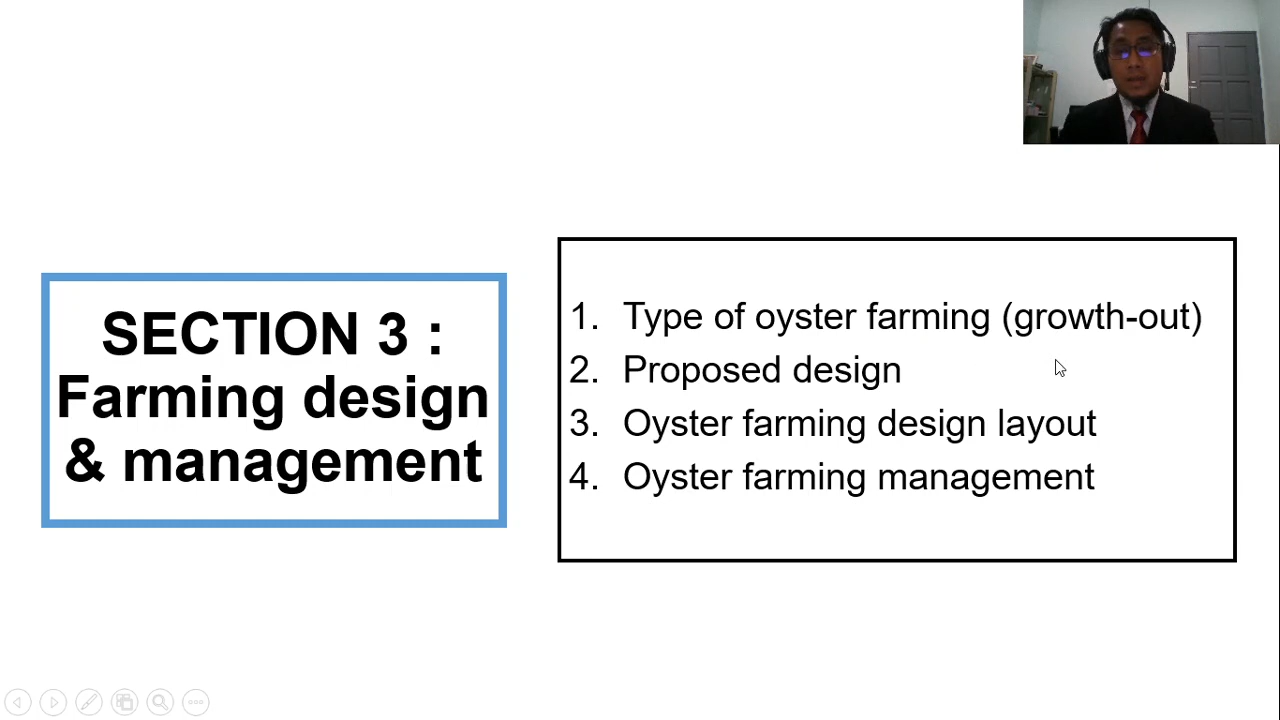 SECTION 3 :
Farming design
& management
1. Type of oyster farming (growth-out)
2. Proposed design
3. Oyster farming design layout
4. Oyster farming management